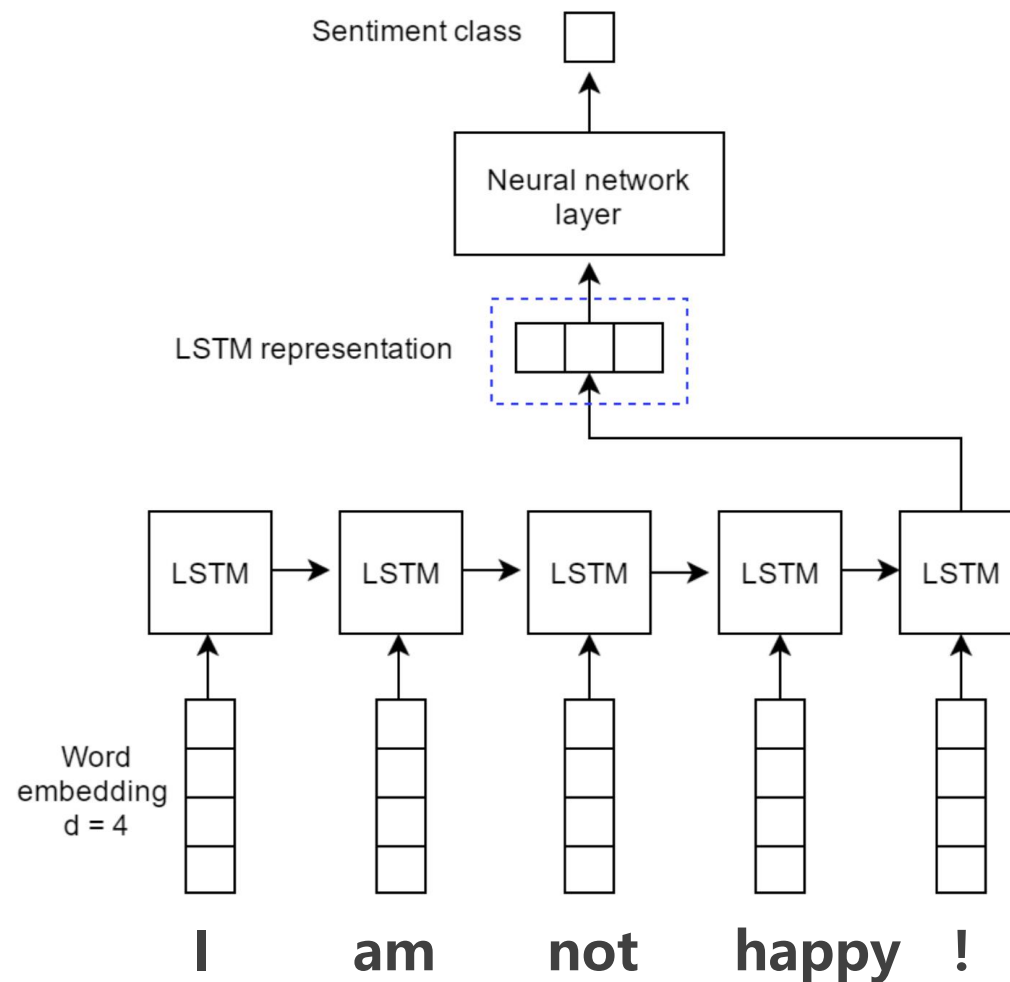 Sentiment class
Neural network
layer
LSTM representation
LSTM LSTM LSTM LSTM LSTM
Word
embedding
d = 4
I am not happy !